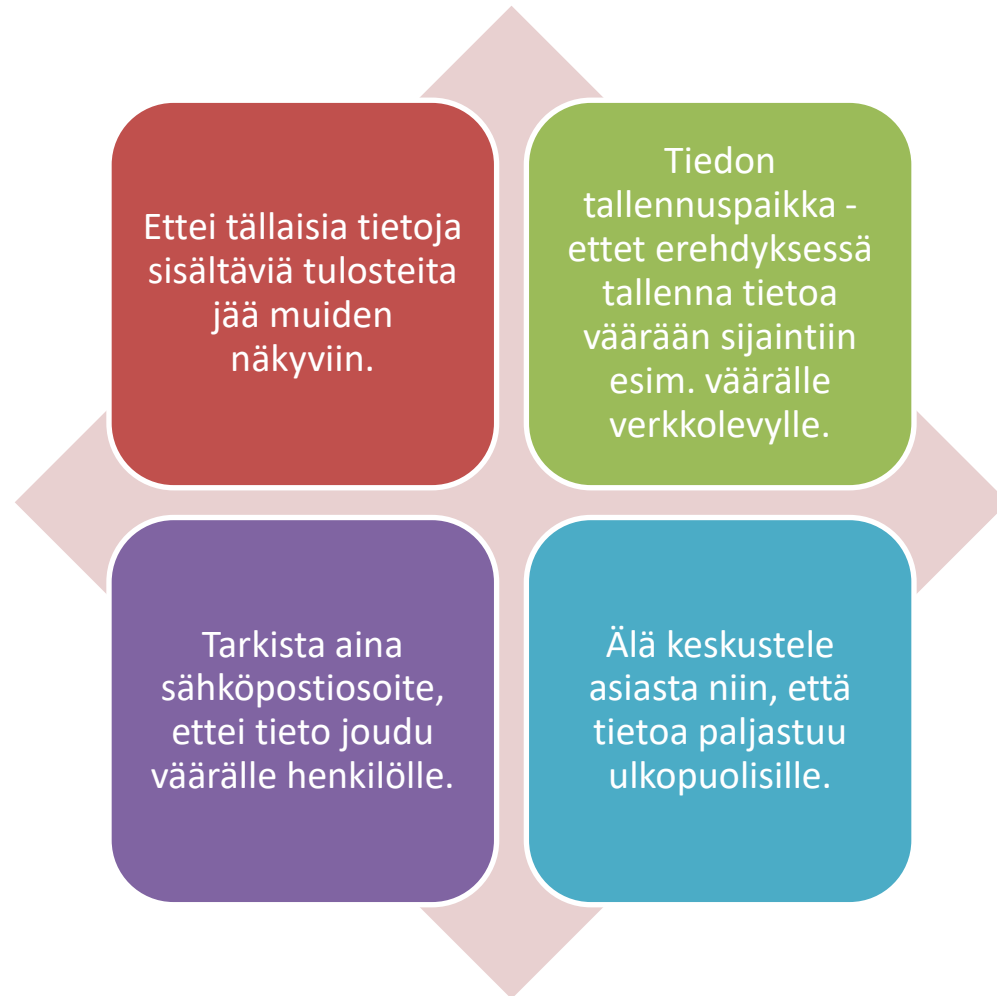 Ettei tällaisia tietoja
sisältäviä tulosteita
jää muiden
näkyviin.
Tiedon
tallennuspaikka -
ettet erehdyksessä
tallenna tietoa
väärään sijaintiin
esim. väärälle
verkkolevylle.
Tarkista aina
sähköpostiosoite,
ettei tieto joudu
väärälle henkilölle.
Älä keskustele
asiasta niin, että
tietoa paljastuu
ulkopuolisille.